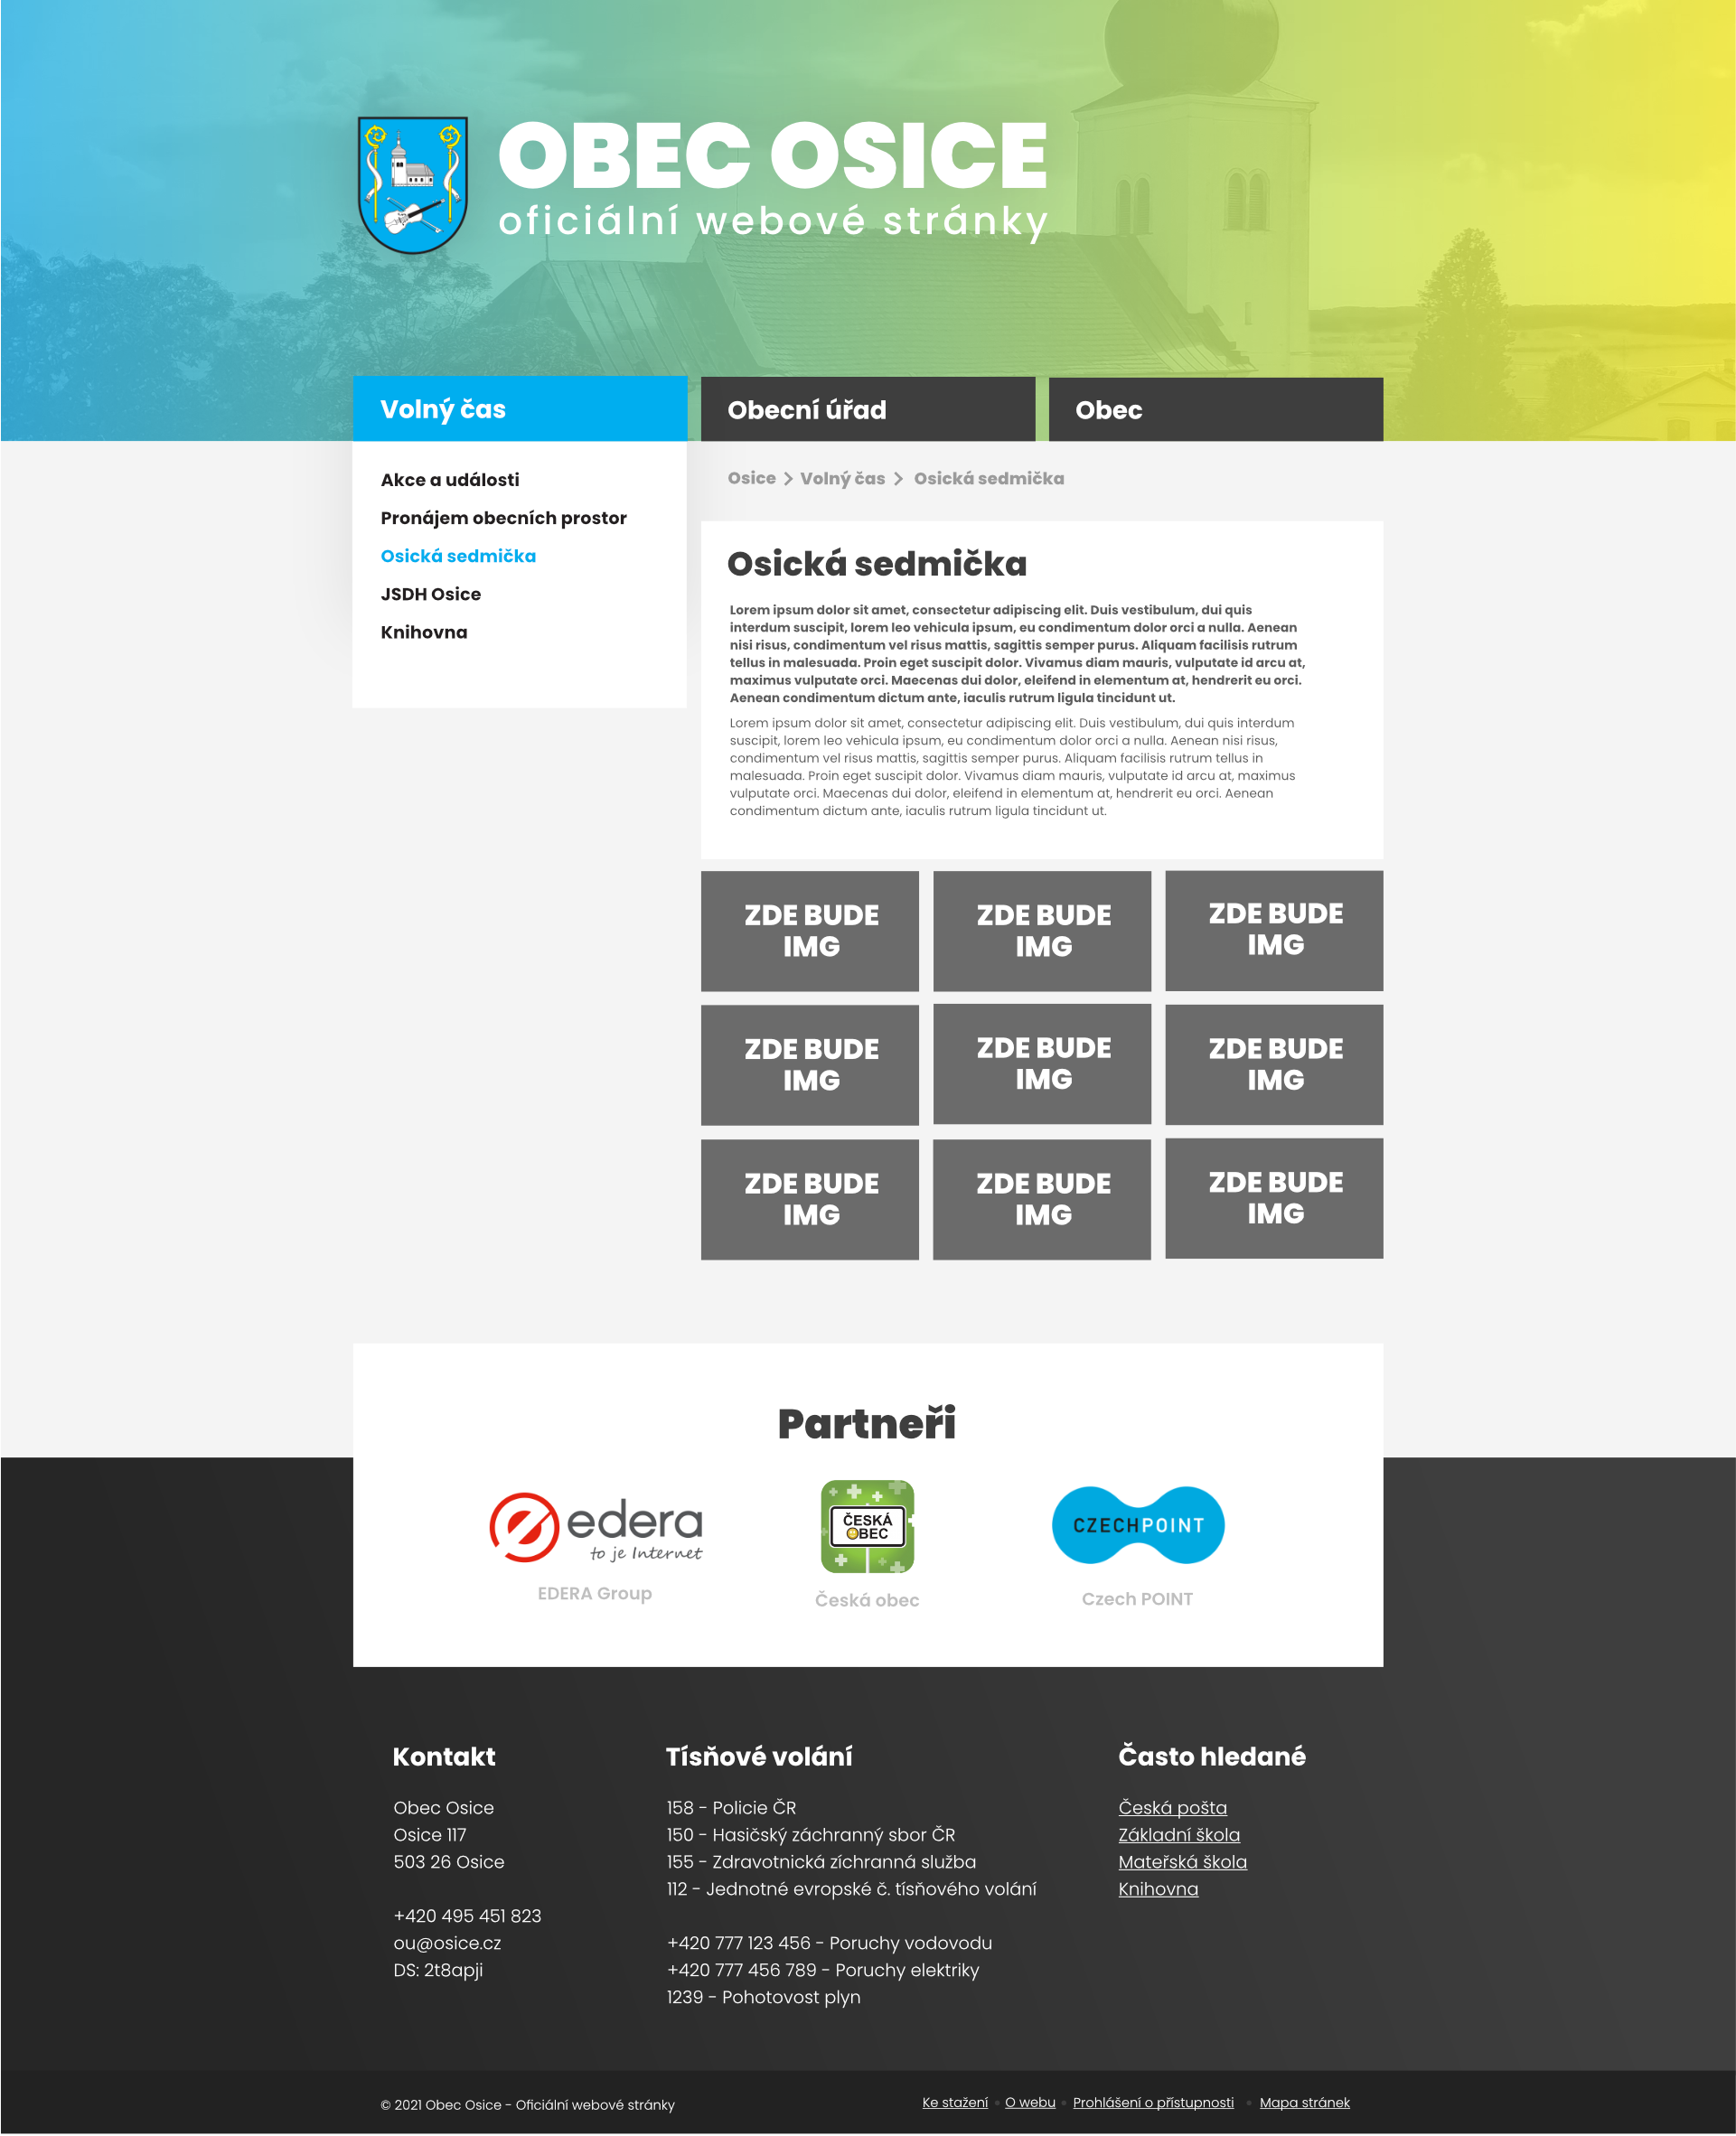 OBEC OSICE
oficiální webové stránky
Volný čas
Obecní úřad
Obec
Akce a události
Pronájem obecních prostor
Osická sedmička
JSDH Osice
Knihovna
Osice > Volný čas > Osická sedmička
Osická sedmička
Lorem ipsum dolor sit amet, consectetur adipiscing elit. Duis vestibulum, dui quis
interdum suscipit, lorem leo vehicula ipsum, eu condimentum dolor orci a nulla. Aenean
nisi risus, condimentum vel risus mattis, sagittis semper purus. Aliquam facilisis rutrum
tellus in malesuada. Proin eget suscipit dolor. Vivamus diam mauris, vulputate id arcu at,
maximus vulputate orci. Maecenas dui dolor, eleifend in elementum at, hendrerit eu orci.
Aenean condimentum dictum ante, iaculis rutrum ligula tincidunt ut.
Lorem ipsum dolor sit amet, consectetur adipiscing elit. Duis vestibulum, dui quis interdum
suscipit, lorem leo vehicula ipsum, eu condimentum dolor orci a nulla. Aenean nisi risus,
condimentum vel risus mattis, sagittis semper purus. Aliquam facilisis rutrum tellus in
malesuada. Proin eget suscipit dolor. Vivamus diam mauris, vulputate id arcu at, maximus
vulputate orci. Maecenas dui dolor, eleifend in elementum at, hendrerit eu orci. Aenean
condimentum dictum ante, iaculis rutrum ligula tincidunt ut.
ZDE BUDE
IMG
ZDE BUDE
IMG
ZDE BUDE
IMG
ZDE BUDE
IMG
ZDE BUDE
IMG
ZDE BUDE
IMG
ZDE BUDE
IMG
ZDE BUDE
IMG
ZDE BUDE
IMG
Partneři
edera
to je Internet
EDERA Group
ČESKÁ
OBEC
Česká obec
CZECHPOINT
Czech POINT
Kontakt
Obec Osice
Osice 117
503 26 Osice
+420 495 451 823
ou@osice.cz
DS: 2t8apji
Tísňové volání
158 - Policie ČR
150 - Hasičský záchranný sbor ČR
155 - Zdravotnická zíchranná služba
112 - Jednotné evropské č. tísňového volání
+420 777 123 456 - Poruchy vodovodu
+420 777 456 789 - Poruchy elektriky
1239 - Pohotovost plyn
Často hledané
Česká pošta
Základní škola
Mateřská škola
Knihovna
© 2021 Obec Osice - Oficiální webové stránky
Ke stažení • O webu • Prohlášení o přístupnosti • Mapa stránek